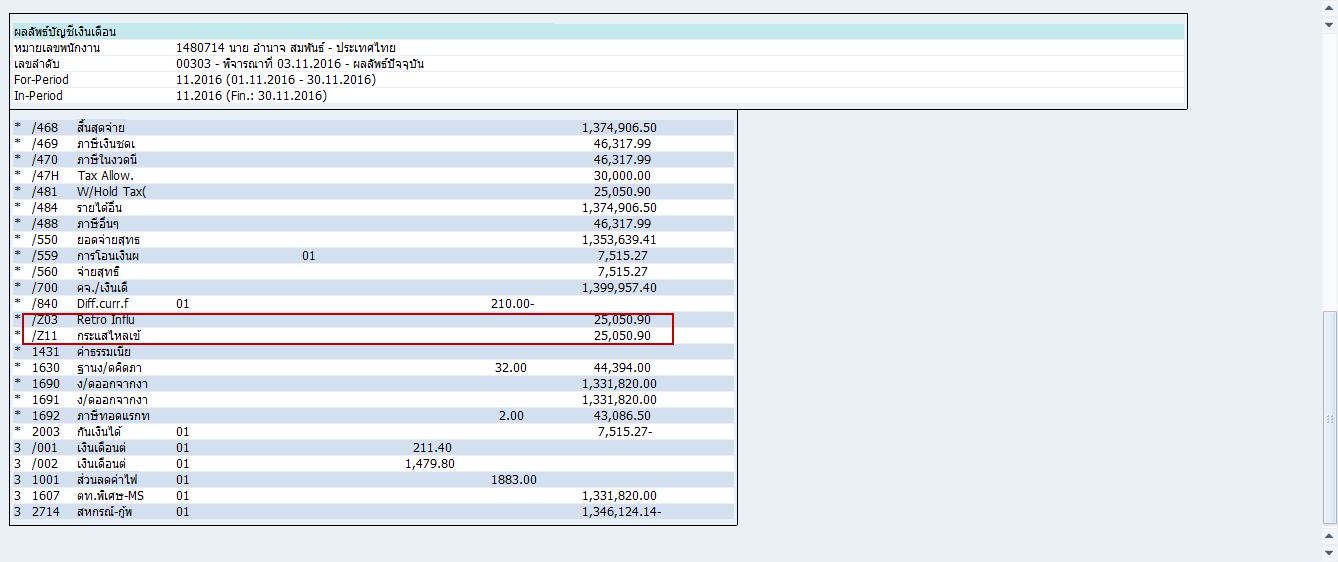 ผลลัพธ์บัญชีเงินเดือน
หมายเลขพนักงาน 1480714 นาย อำนาจ สมพันธ์ - ประเทศไทย
เลขลำดับ 00303 - พิจารณาที่ 03.11.2016 - ผลลัพธ์ปัจจุบัน
For-Period 11.2016 (01.11.2016 - 30.11.2016)
In-Period 11.2016 (Fin.: 30.11.2016)
* /468 สิ้นสุดจ่าย 1,374,906.50
* /469 ภาษีเงินชดเ 46,317.99
* /470 ภาษีในงวดนี้ 46,317.99
* /47H Tax Allow. 30,000.00
* /481 W/Hold Tax( 25,050.90
* /484 รายได้อื่น 1,374,906.50
* /488 ภาษีอื่นๆ 46,317.99
* /550 ยอดจ่ายสุทธ 1,353,639.41
* /559 การโอนเงินผ 01 7,515.27
* /560 จ่ายสุทธิ 7,515.27
* /700 คจ./เงินเดื 1,399,957.40
* /840 Diff.curr.f 01 210.00-
* /Z03 Retro Influ 25,050.90
* /Z11 กระแสไหลเข้ 25,050.90
* 1431 ค่าธรรมเนีย
* 1630 ฐานง/ดคิดภา 32.00 44,394.00
* 1690 ง/ดออกจากงา 1,331,820.00
* 1691 ง/ดออกจากงา 1,331,820.00
* 1692 ภาษีทอดแรกท 2.00 43,086.50
* 2003 กันเงินได้ 01 7,515.27-
3 /001 เงินเดือนต่ 01 211.40
3 /002 เงินเดือนต่ 01 1,479.80
3 1001 ส่วนลดค่าไฟ 01 1883.00
3 1607 ตท.พิเศษ-MS 01 1,331,820.00
3 2714 สหกรณ์-กู้พ 01 1,346,124.14-